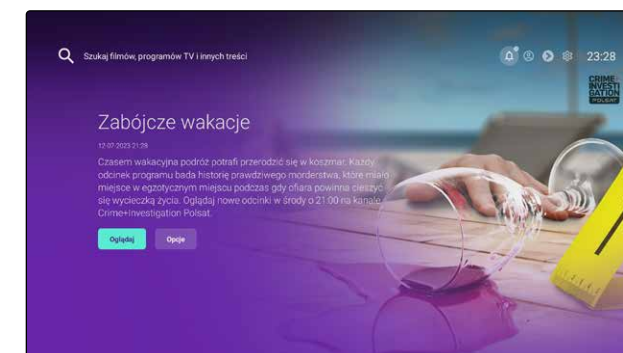 Szukaj filmów, programów TV i innych treści
23:28
CRIME+
INVESTI
GATION
POLSAT
Zabójcze wakacje
12-07-2023 21:28
Czasem wakacyjna podróż potrafi przerodzić się w koszmar. Każdy
odcinek programu bada historię prawdziwego morderstwa, które miało
miejsce w egzotycznym miejscu podczas gdy ofiara powinna cieszyć
się wycieczką życia. Oglądaj nowe odcinki w środy o 21:00 na kanale
Crime+Investigation Polsat.
Oglądaj
Opcje